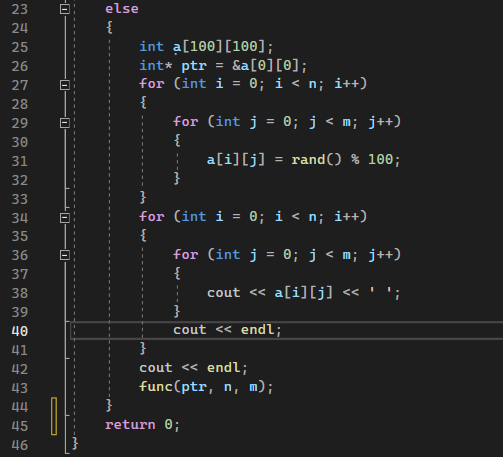 23 else
24 {
25 int a[100][100];
26 int* ptr = &a[0][0];
27 for (int i = 0; i < n; i++)
28 {
29 for (int j = 0; j < m; j++)
30 {
31 a[i][j] = rand() % 100;
32 }
33 }
34 for (int i = 0; i < n; i++)
35 {
36 for (int j = 0; j < m; j++)
37 {
38 cout << a[i][j] << ' ';
39 }
40 cout << endl;
41 }
42 cout << endl;
43 func(ptr, n, m);
44 }
45 return 0;
46 }